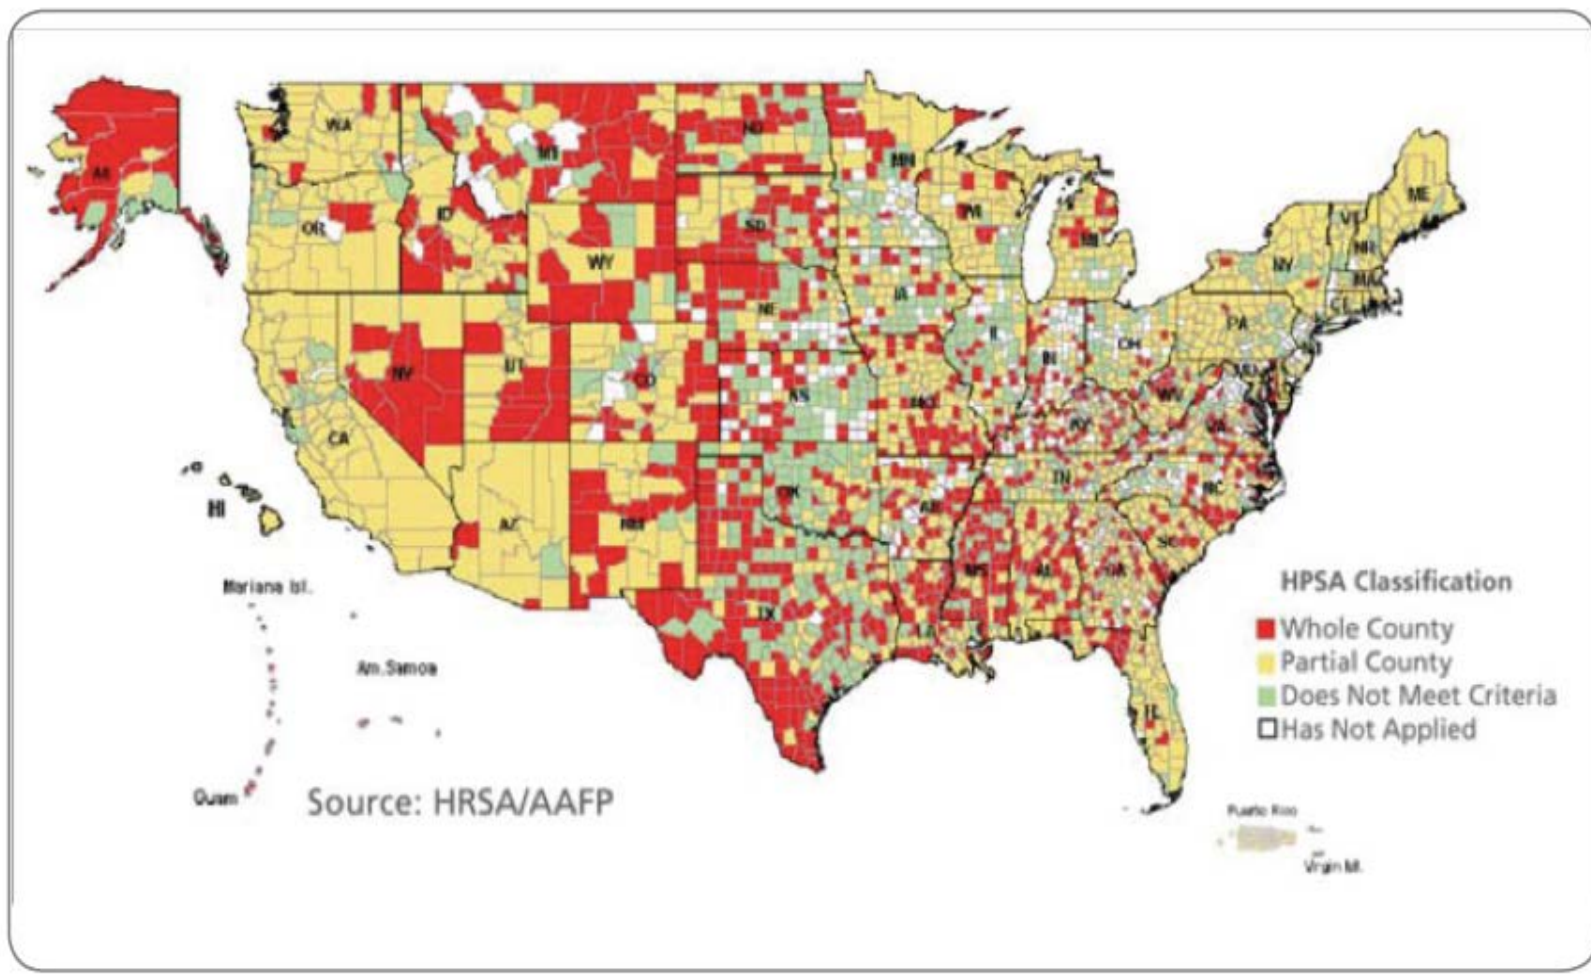 WA
MT
ND
MN
ME
AK
OR
ID
SD
WI
MI
VT
NH
NY
MA
CT
WY
NE
IA
PA
NV
UT
CO
IL
IN
OH
NJ
MD
CA
KS
MO
KY
WV
VA
HI
AZ
NM
OK
AR
TN
NC
SC
MS
AL
GA
TX
LA
FL
Mariana Isl.
Am.Samoa
Guam
Source: HRSA/AAFP
HPSA Classification
Whole County
Partial County
Does Not Meet Criteria
Has Not Applied
Puerto Rico
Virgin Isl.